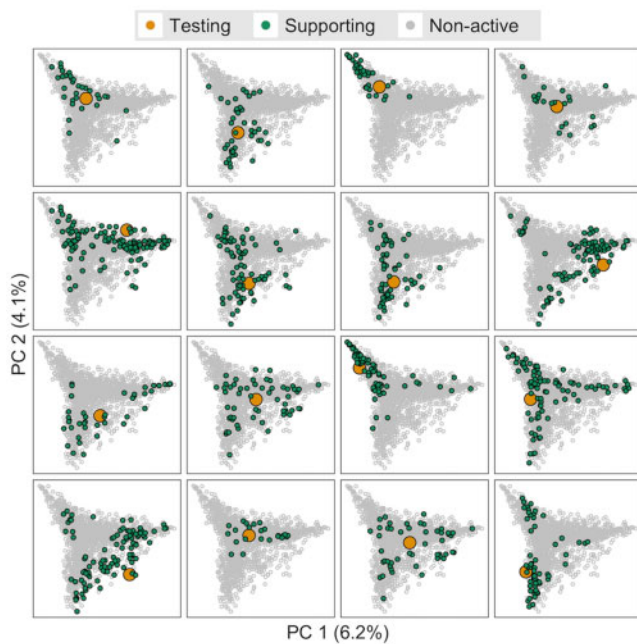 Testing Supporting Non-active
PC 2 (4.1%)
PC 1 (6.2%)